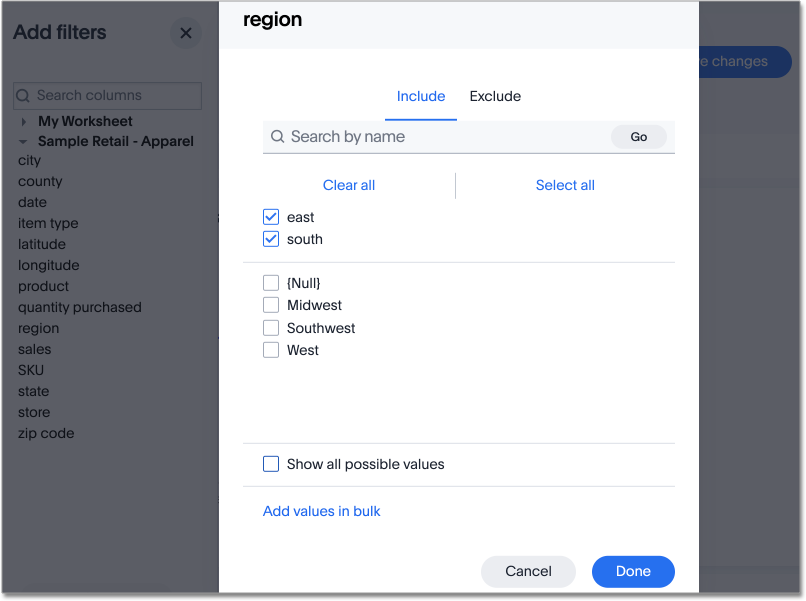 Add filters
Search columns
My Worksheet
Sample Retail - Apparel
city
county
date
item type
latitude
longitude
product
quantity purchased
region
sales
SKU
state
store
zip code
region
Include Exclude
Search by name Go
Clear all Select all
east
south
{Null}
Midwest
Southwest
West
Show all possible values
Add values in bulk
Cancel Done
changes